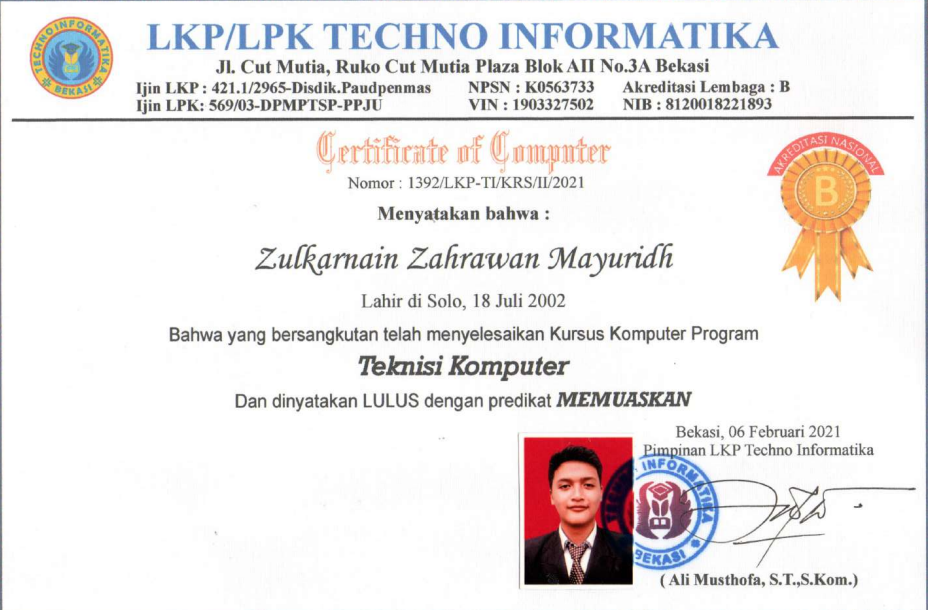 TECHNO INFORMATIKA
BEKASI
LKP/LPK TECHNO INFORMATIKA
Jl. Cut Mutia, Ruko Cut Mutia Plaza Blok AII No.3A Bekasi
Ijin LKP : 421.1/2965-Disdik.Paudpenmas NPSN : K0563733 Akreditasi Lembaga : B
Ijin LPK: 569/03-DPMPTSP-PPJU VIN : 1903327502 NIB : 8120018221893
Certificate of Computer
Nomor : 1392/LKP-TI/KRS/II/2021
AKREDITASI NASIONAL
B
Menyatakan bahwa :
Zulkarnain Zahrawan Mayuridh
Lahir di Solo, 18 Juli 2002
Bahwa yang bersangkutan telah menyelesaikan Kursus Komputer Program
Teknisi Komputer
Dan dinyatakan LULUS dengan predikat MEMUASKAN
Bekasi, 06 Februari 2021
Pimpinan LKP Techno Informatika
INFORMATIKA
BEKASI
( Ali Musthofa, S.T.,S.Kom.)